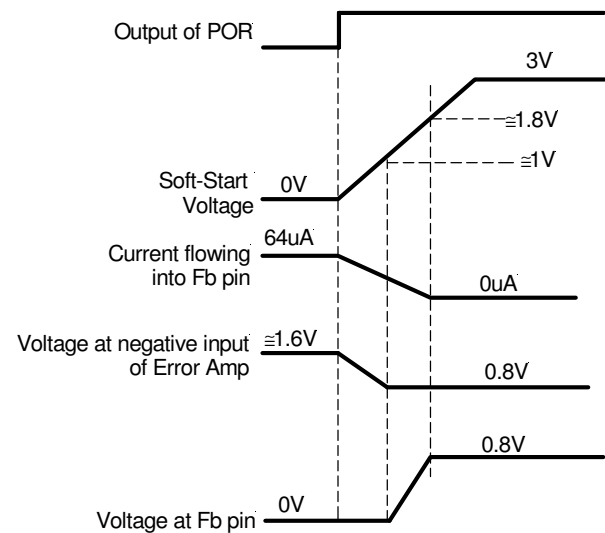 Output of POR
3V
≅1.8V
≅1V
Soft-Start
Voltage
0V
64uA
Current flowing
into Fb pin
0uA
Voltage at negative input
of Error Amp
≅1.6V
0.8V
0.8V
0V
Voltage at Fb pin